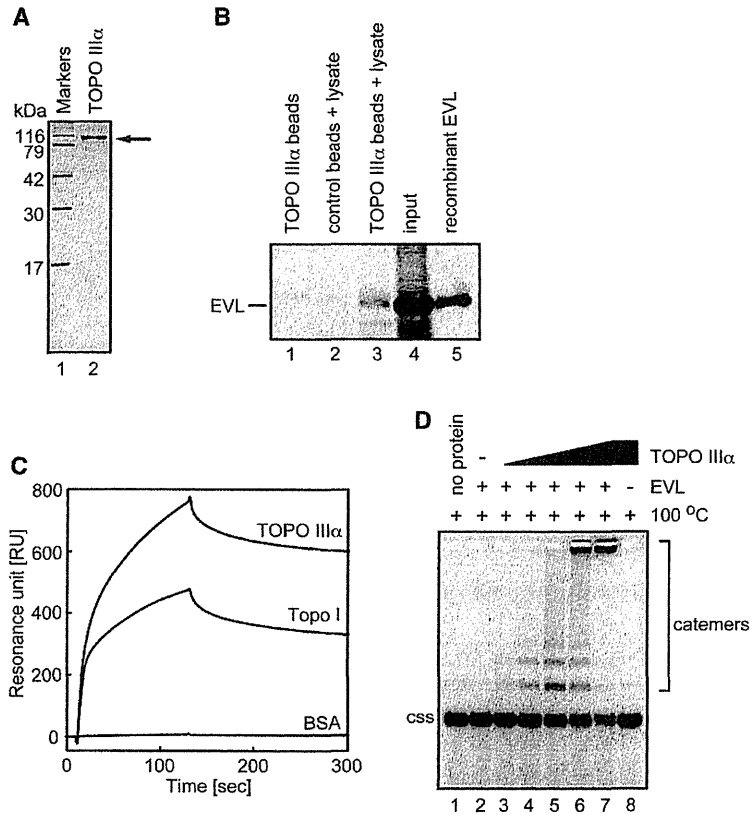 A
kDa
Markers
TOPO IIIα
116
79
42
30
17
1 2
B
TOPO IIIα beads
control beads + lysate
TOPO IIIα beads + lysate
input
recombinant EVL
EVL
1 2 3 4 5
C
Resonance unit [RU]
800
600
400
200
0
TOPO IIIα
Topo I
BSA
0 100 200 300
Time [sec]
D
no protein
- TOPO IIIα
+ + + + + + - EVL
+ + + + + + + + 100 °C
catemers
css
1 2 3 4 5 6 7 8